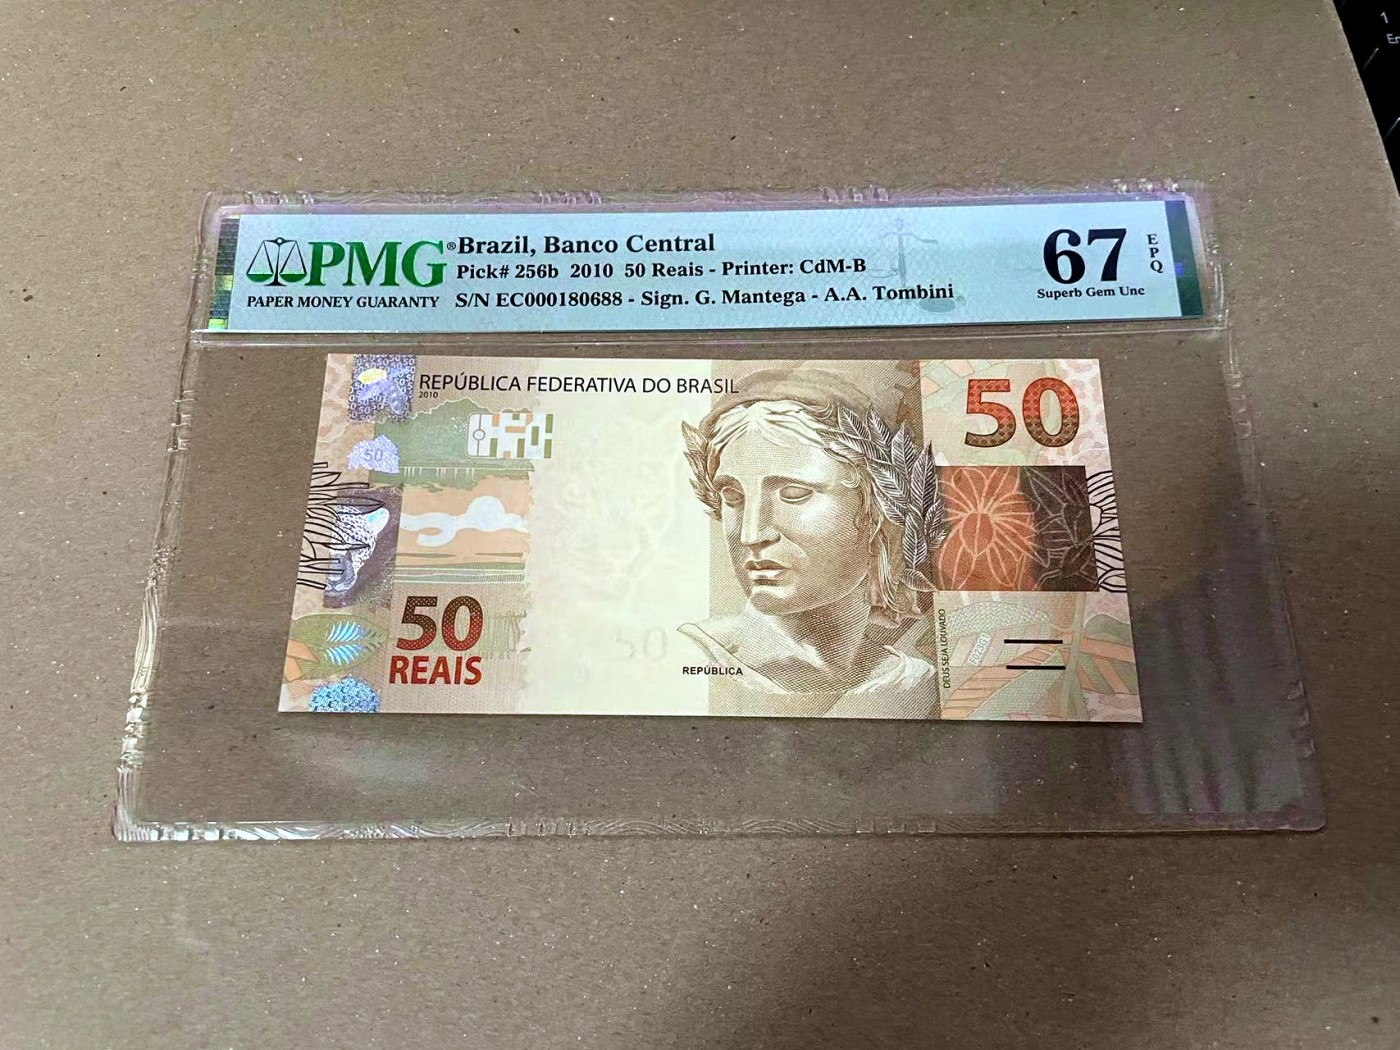 PMG®
PAPER MONEY GUARANTY
Brazil, Banco Central
Pick# 256b 2010 50 Reais - Printer: CdM-B
S/N EC000180688 - Sign. G. Mantega - A.A. Tombini
67
EPQ
Superb Gem Unc
REPÚBLICA FEDERATIVA DO BRASIL
2010
50
50
50
REAIS
50
REPÚBLICA
DEUS SEJA LOUVADO